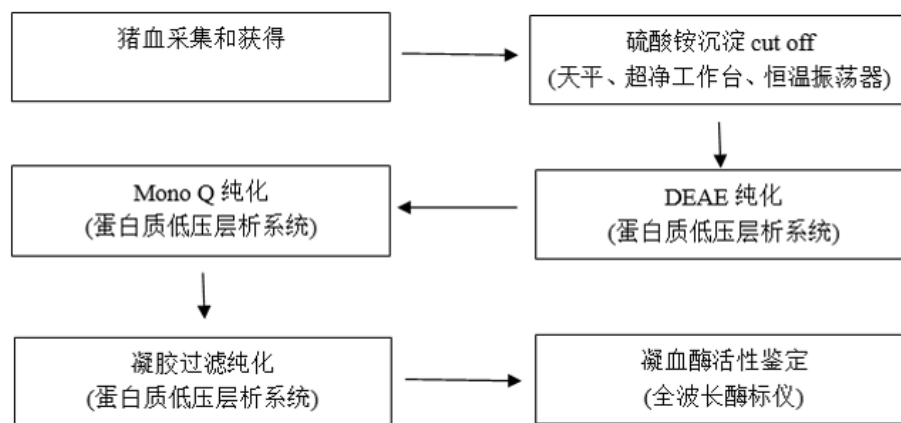 猪血采集和获得
硫酸铵沉淀 cut off
(天平、超净工作台、恒温振荡器)
DEAE 纯化
(蛋白质低压层析系统)
Mono Q 纯化
(蛋白质低压层析系统)
凝胶过滤纯化
(蛋白质低压层析系统)
凝血酶活性鉴定
(全波长酶标仪)